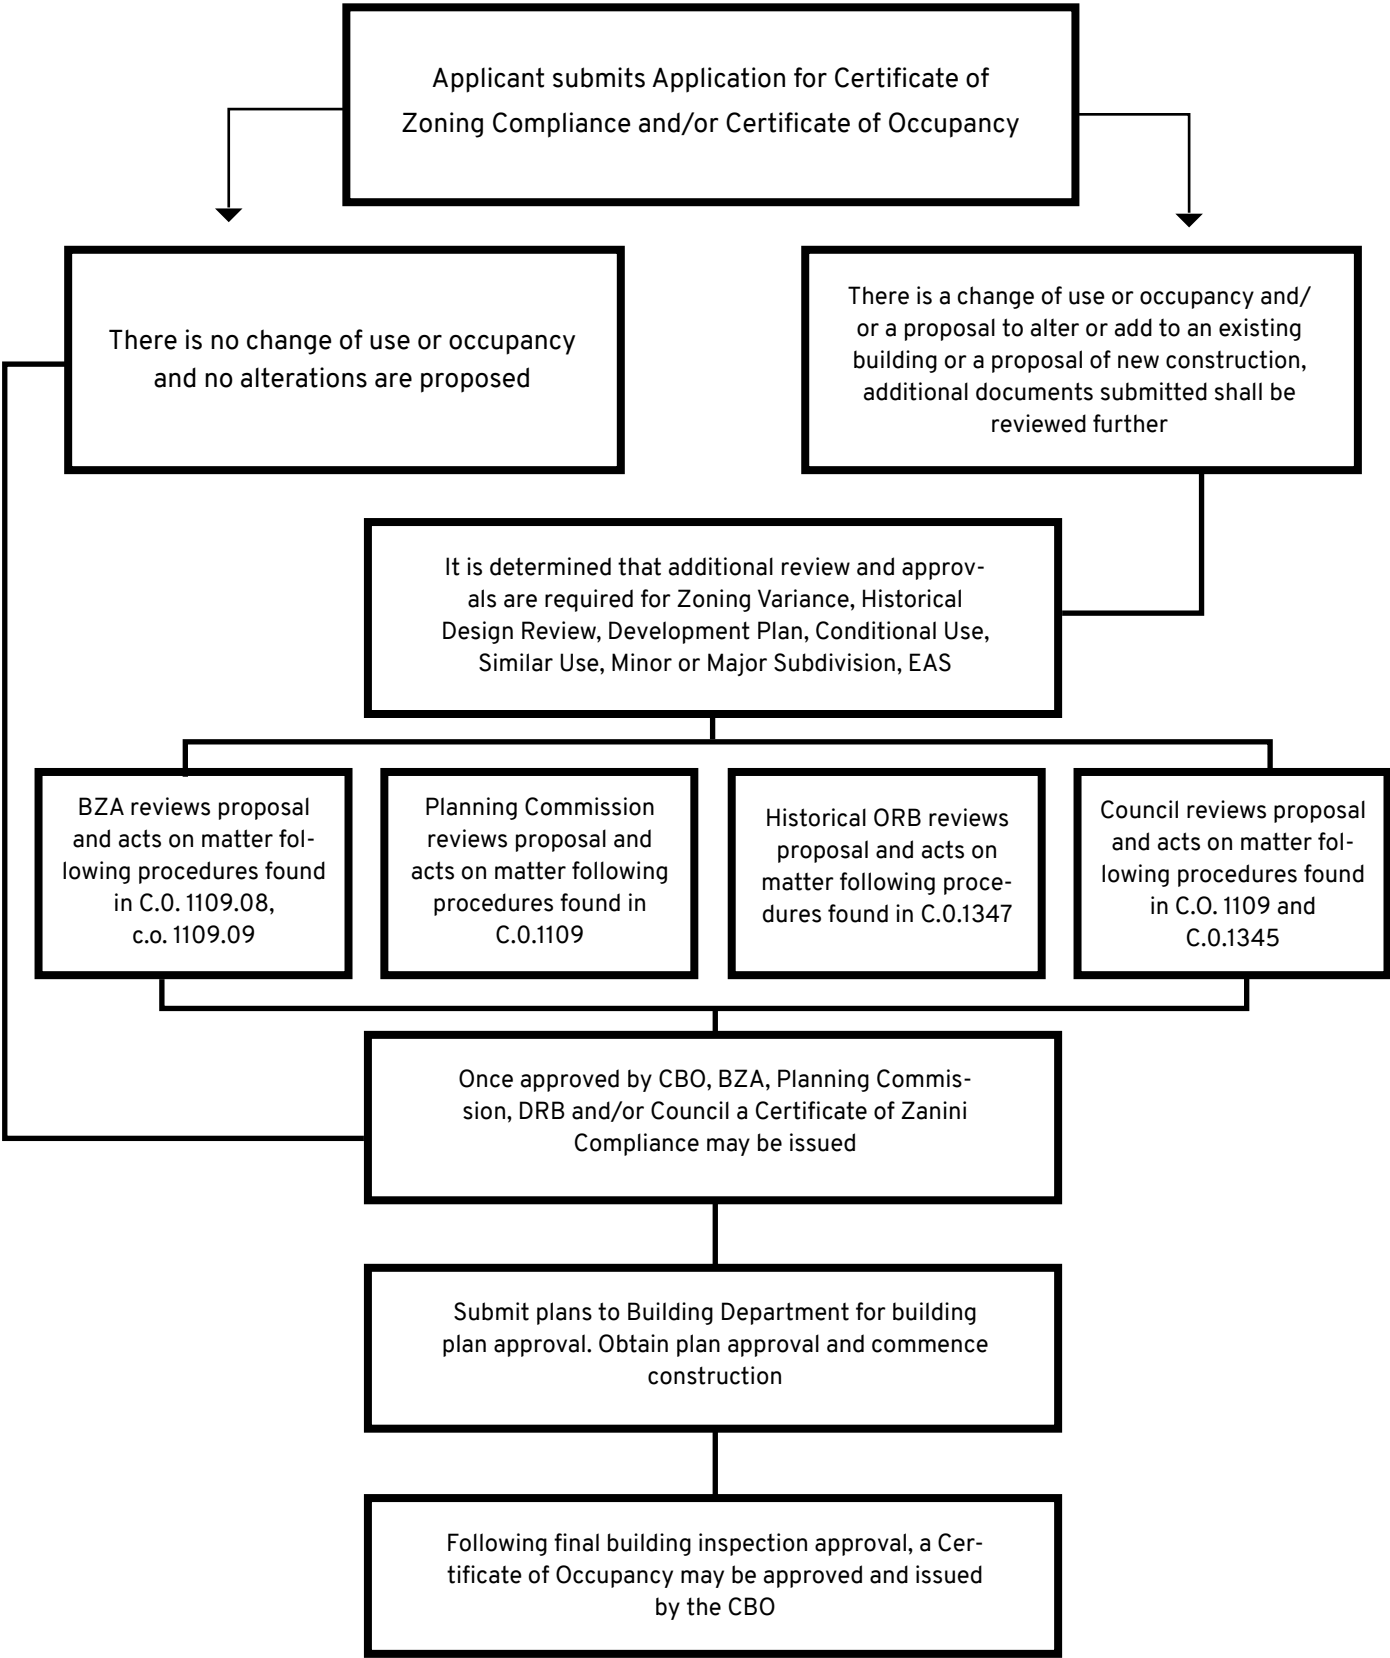 Applicant submits Application for Certificate of
Zoning Compliance and/or Certificate of Occupancy
There is no change of use or occupancy
and no alterations are proposed
There is a change of use or occupancy and/
or a proposal to alter or add to an existing
building or a proposal of new construction,
additional documents submitted shall be
reviewed further
It is determined that additional review and approv-
als are required for Zoning Variance, Historical
Design Review, Development Plan, Conditional Use,
Similar Use, Minor or Major Subdivision, EAS
BZA reviews proposal
and acts on matter fol-
lowing procedures found
in C.O. 1109.08,
c.o. 1109.09
Planning Commission
reviews proposal and
acts on matter following
procedures found in
C.O.1109
Historical ORB reviews
proposal and acts on
matter following proce-
dures found in C.O.1347
Council reviews proposal
and acts on matter fol-
lowing procedures found
in C.O. 1109 and
C.O.1345
Once approved by CBO, BZA, Planning Commis-
sion, DRB and/or Council a Certificate of Zanini
Compliance may be issued
Submit plans to Building Department for building
plan approval. Obtain plan approval and commence
construction
Following final building inspection approval, a Cer-
tificate of Occupancy may be approved and issued
by the CBO